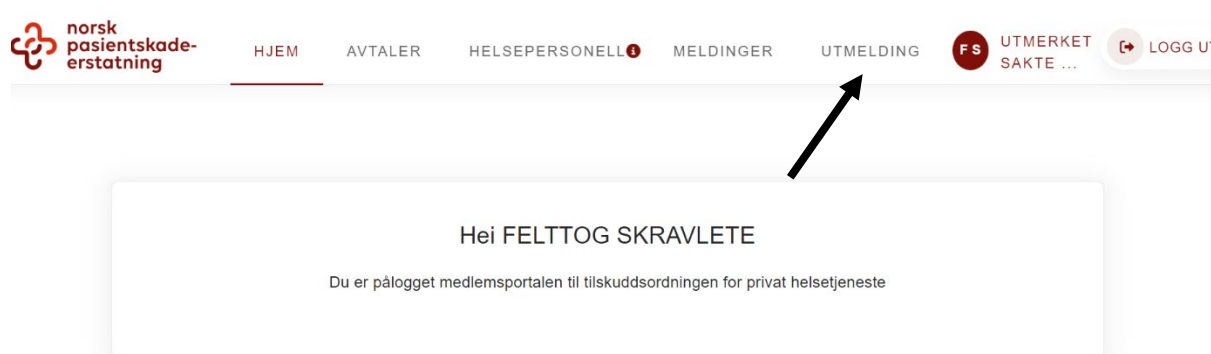 norsk
pasientskade-
erstatning
HJEM AVTALER HELSEPERSONELL MELDINGER UTMELDING
FS
UTMERKET
SAKTE ...
LOGG
Hei FELTTOG SKRAVLETE
Du er pålogget medlemsportalen til tilskuddsordningen for privat helsetjeneste